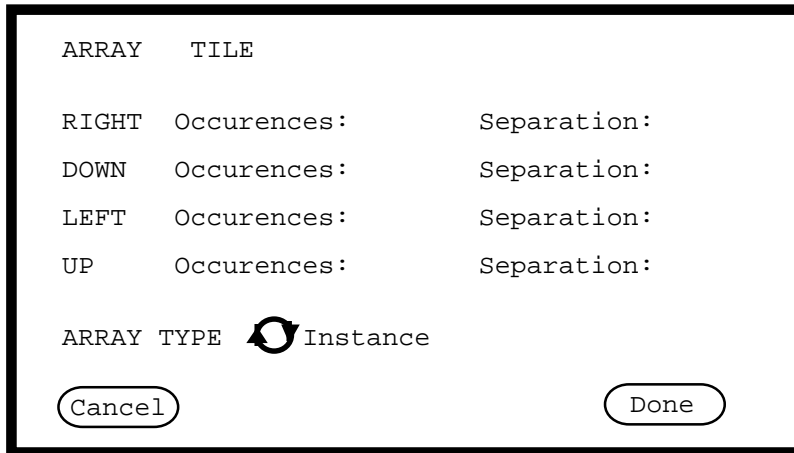 ARRAY TILE
RIGHT Occurences: Separation:
DOWN Occurences: Separation:
LEFT Occurences: Separation:
UP Occurences: Separation:
ARRAY TYPE Instance
Cancel Done